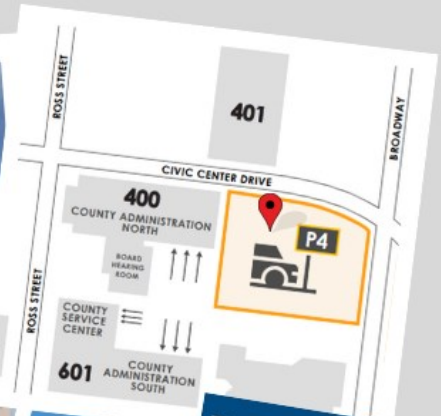 ROSS STREET
401
BROADWAY
CIVIC CENTER DRIVE
400
COUNTY ADMINISTRATION
NORTH
P4
BOARD
HEARING
ROOM
ROSS STREET
COUNTY
SERVICE
CENTER
601
COUNTY
ADMINISTRATION
SOUTH